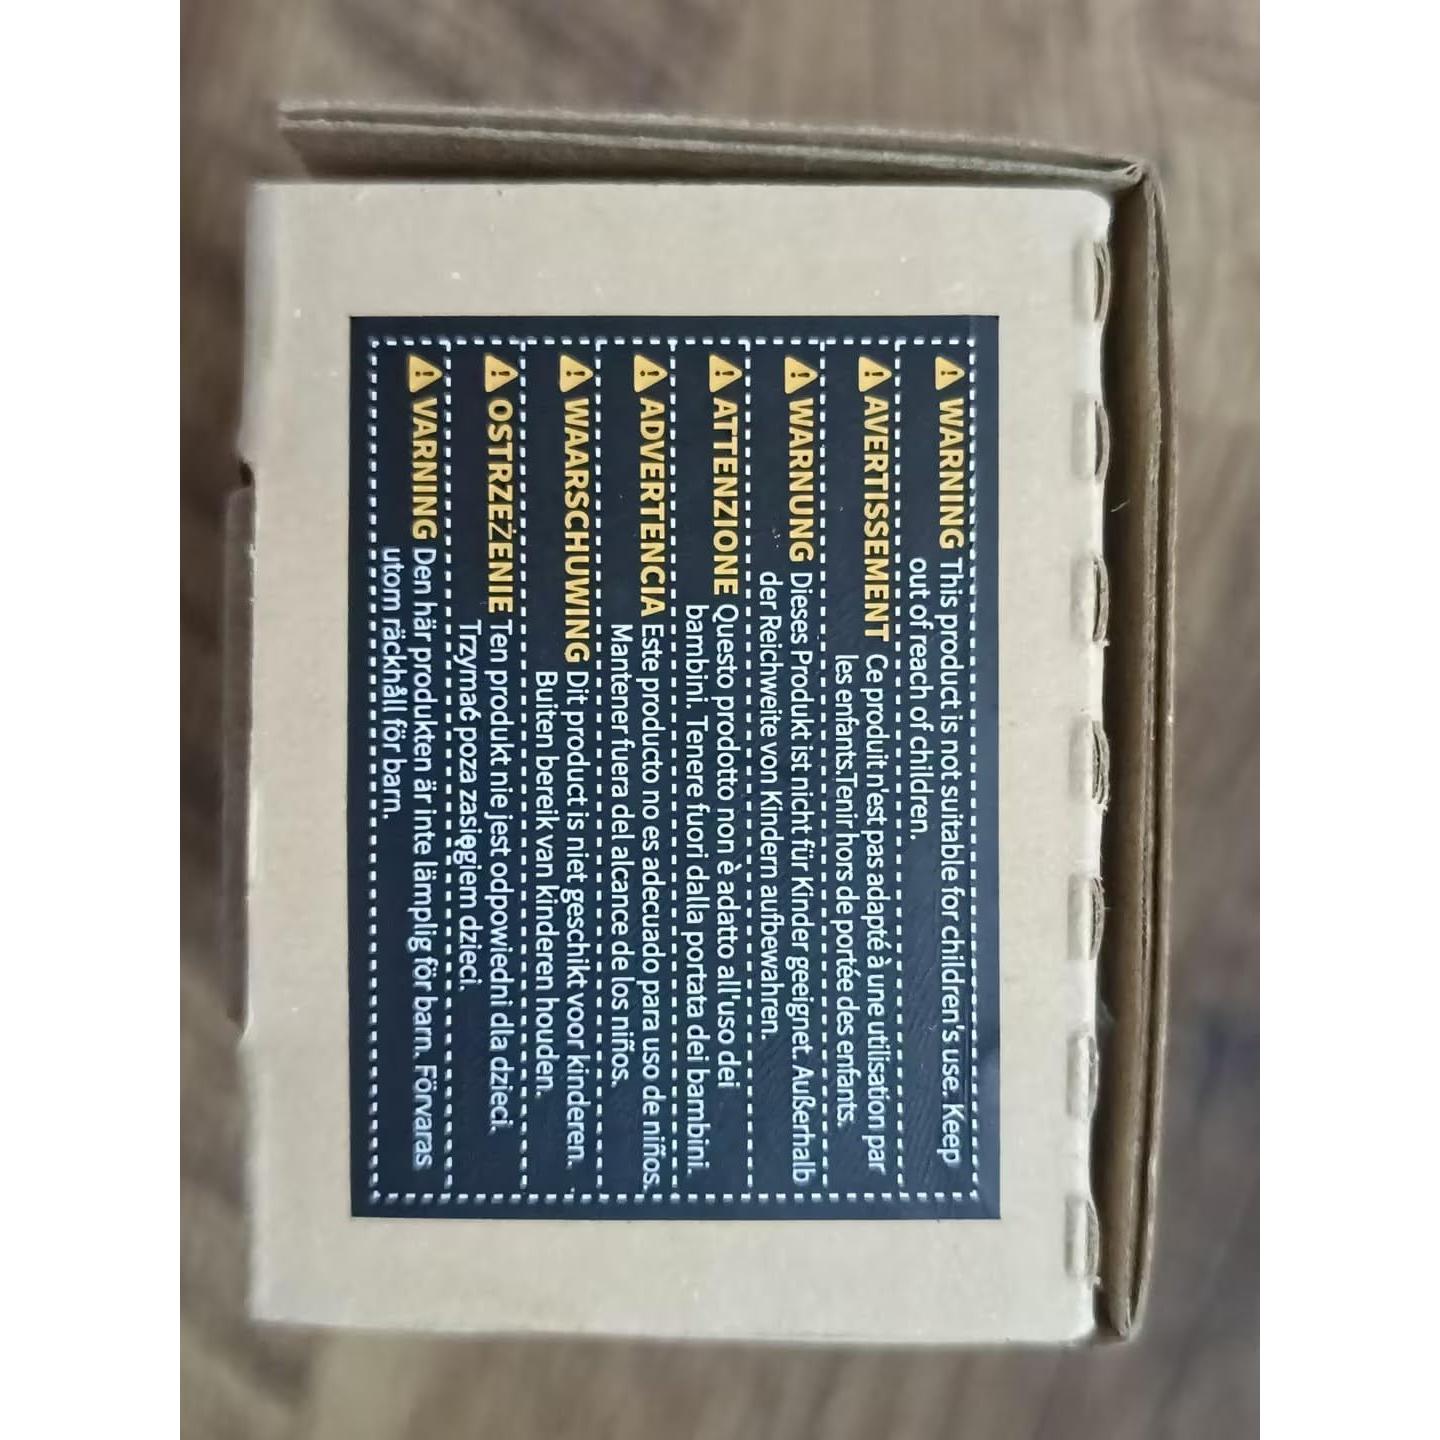 WARNING This product is not suitable for children's use. Keep
out of reach of children.
AVERTISSEMENT Ce produit n'est pas adapté à une utilisation par
les enfants.Tenir hors de portée des enfants.
WARNUNG Dieses Produkt ist nicht für Kinder geeignet. Außerhalb
der Reichweite von Kindern aufbewahren.
ATTENZIONE Questo prodotto non è adatto all'uso dei
bambini. Tenere fuori dalla portata dei bambini.
ADVERTENCIA Este producto no es adecuado para uso de niños.
Mantener fuera del alcance de los niños.
WAARSCHUWING Dit product is niet geschikt voor kinderen.
Buiten bereik van kinderen houden.
OSTRZEŻENIE Ten produkt nie jest odpowiedni dla dzieci.
Trzymać poza zasięgiem dzieci.
VARNING Den här produkten är inte lämplig för barn. Förvaras
utom räckhåll för barn.